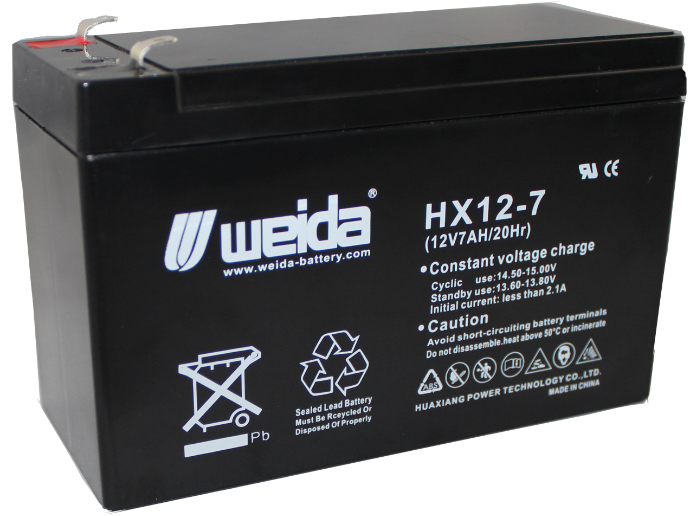 weida®
www.weida-battery.com
HX12-7
(12V7AH/20Hr)
•Constant voltage charge
Cyclic use:14.50-15.00V
Standby use:13.60-13.80V
Initial current: less than 2.1A
•Caution
Avoid short-circuiting battery terminals
Do not disassemble.heat above 50°C or incinerate
ABS
HUAXIANG POWER TECHNOLOGY CO.,LTD.
MADE IN CHINA
Pb
Sealed Lead Battery
Must Be Rcecyled Or
Disposed Of Properly
CE